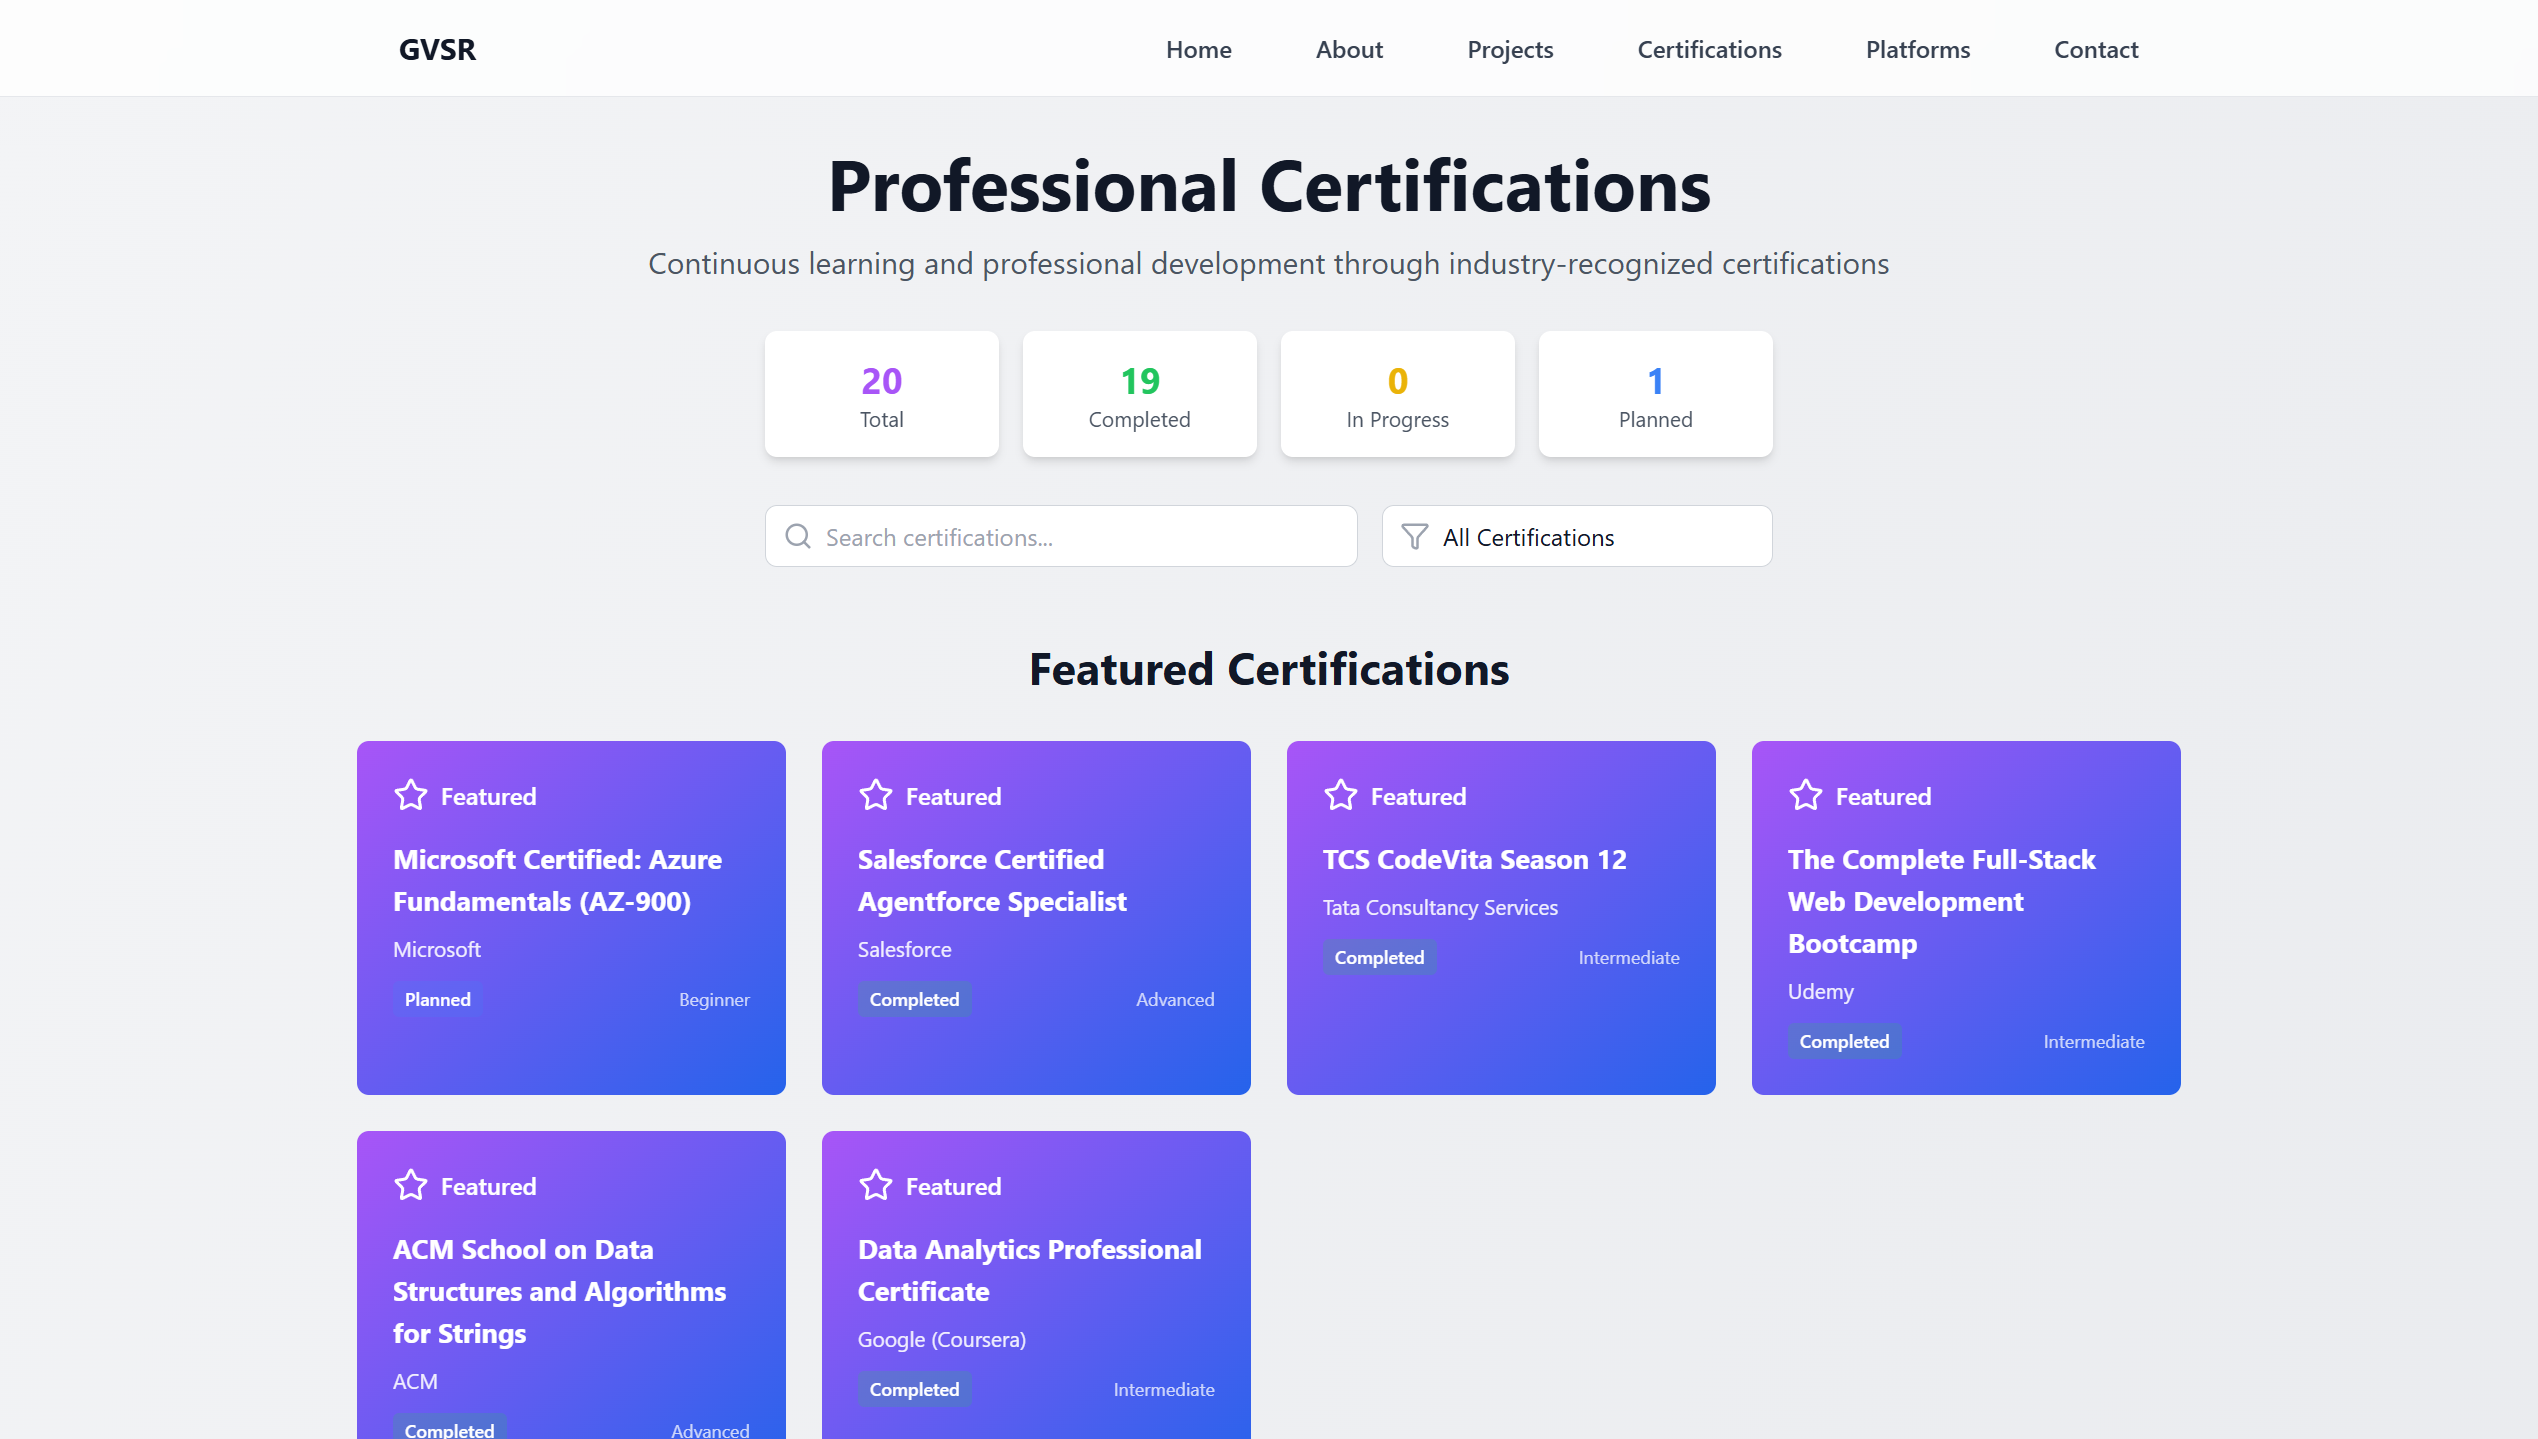 GVSR
Home
About
Projects
Certifications
Platforms
Contact
Professional Certifications
Continuous learning and professional development through industry-recognized certifications
20
Total
19
Completed
0
In Progress
1
Planned
Search certifications...
All Certifications
Featured Certifications
Featured
Microsoft Certified: Azure
Fundamentals (AZ-900)
Microsoft
Planned
Beginner
Featured
Salesforce Certified
Agentforce Specialist
Salesforce
Completed
Advanced
Featured
TCS CodeVita Season 12
Tata Consultancy Services
Completed
Intermediate
Featured
The Complete Full-Stack
Web Development
Bootcamp
Udemy
Completed
Intermediate
Featured
ACM School on Data
Structures and Algorithms
for Strings
ACM
Completed
Advanced
Featured
Data Analytics Professional
Certificate
Google (Coursera)
Completed
Intermediate